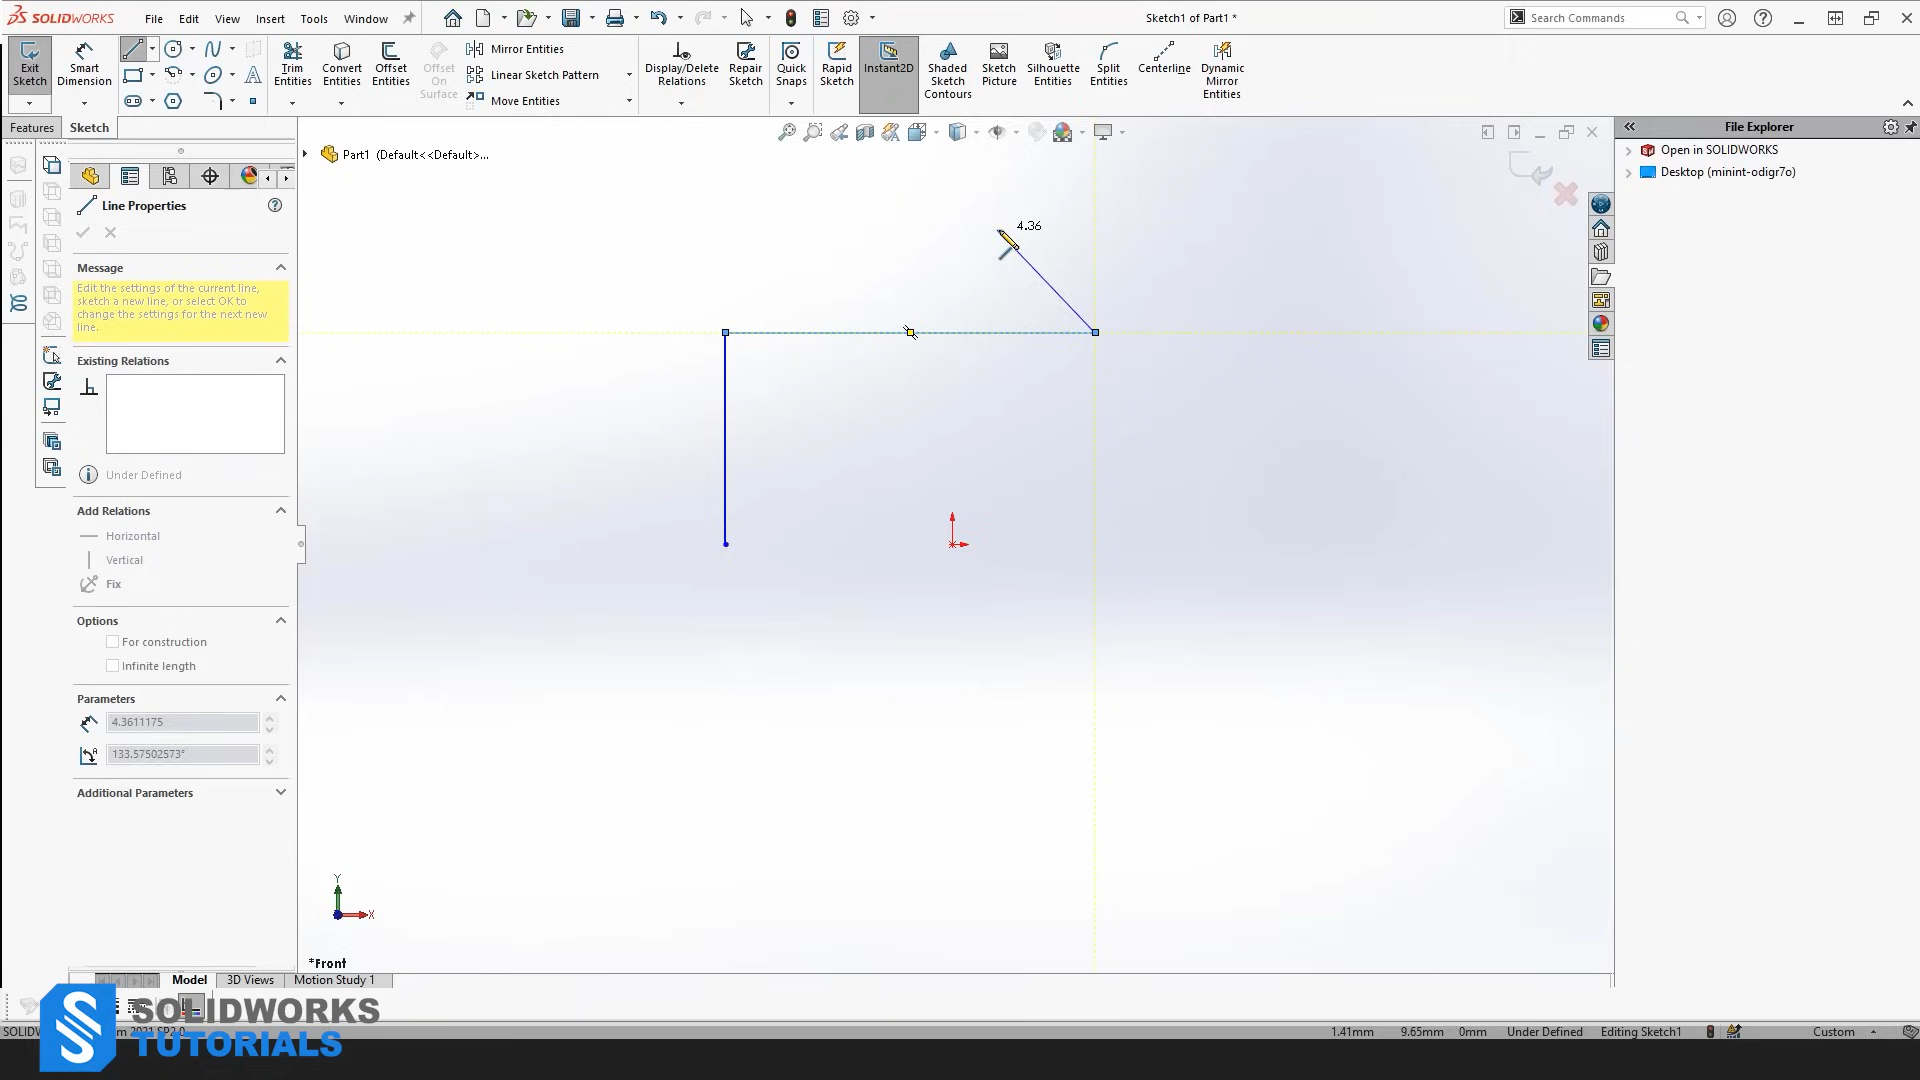 SOLIDWORKS File Edit View Insert Tools Window Sketch1 of Part1 * Search Commands
Exit Sketch
Smart Dimension
Trim Entities
Convert Entities
Offset Entities
Offset On Surface
Mirror Entities
Linear Sketch Pattern
Move Entities
Display/Delete Relations
Repair Sketch
Quick Snaps
Rapid Sketch
Instant2D
Shaded Sketch Contours
Sketch Picture
Silhouette Entities
Split Entities
Centerline
Dynamic Mirror Entities
Features Sketch
File Explorer
Open in SOLIDWORKS
Desktop (minint-odigr7o)
Part1 (Default<<Default>...
Line Properties
Message
Edit the settings of the current line,
sketch a new line, or select OK to
change the settings for the next new
line.
Existing Relations
Under Defined
Add Relations
Horizontal
Vertical
Fix
Options
For construction
Infinite length
Parameters
4.3611175
133.57502573°
Additional Parameters
4.36
Y
X
*Front
Model 3D Views Motion Study 1
SOLIDWORKS
TUTORIALS
1.41mm 9.65mm 0mm Under Defined Editing Sketch1 Custom